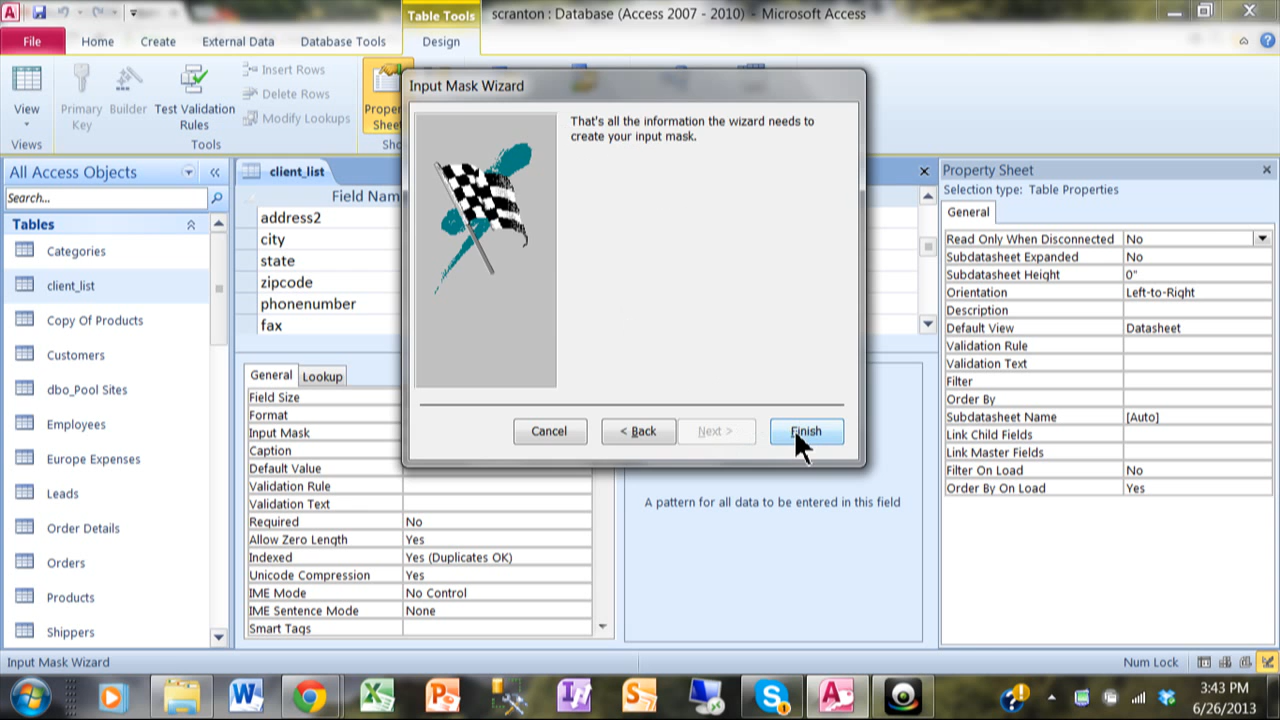 Table Tools
scranton : Database (Access 2007 - 2010) - Microsoft Access
File
Home
Create
External Data
Database Tools
Design
View
Views
Primary
Key
Builder
Test Validation
Rules
Insert Rows
Delete Rows
Modify Lookups
Tools
Proper
Sheet
Sho
Input Mask Wizard
That's all the information the wizard needs to
create your input mask.
Cancel
< Back
Next >
Finish
All Access Objects
Search...
Tables
Categories
client_list
Copy Of Products
Customers
dbo_Pool Sites
Employees
Europe Expenses
Leads
Order Details
Orders
Products
Shippers
client_list
Field Nam
address2
city
state
zipcode
phonenumber
fax
General
Lookup
Field Size
Format
Input Mask
Caption
Default Value
Validation Rule
Validation Text
Required No
Allow Zero Length Yes
Indexed Yes (Duplicates OK)
Unicode Compression Yes
IME Mode No Control
IME Sentence Mode None
Smart Tags
A pattern for all data to be entered in this field
Property Sheet
Selection type: Table Properties
General
Read Only When Disconnected No
Subdatasheet Expanded No
Subdatasheet Height 0"
Orientation Left-to-Right
Description
Default View Datasheet
Validation Rule
Validation Text
Filter
Order By
Subdatasheet Name [Auto]
Link Child Fields
Link Master Fields
Filter On Load No
Order By On Load Yes
Input Mask Wizard
Num Lock
3:43 PM
6/26/2013